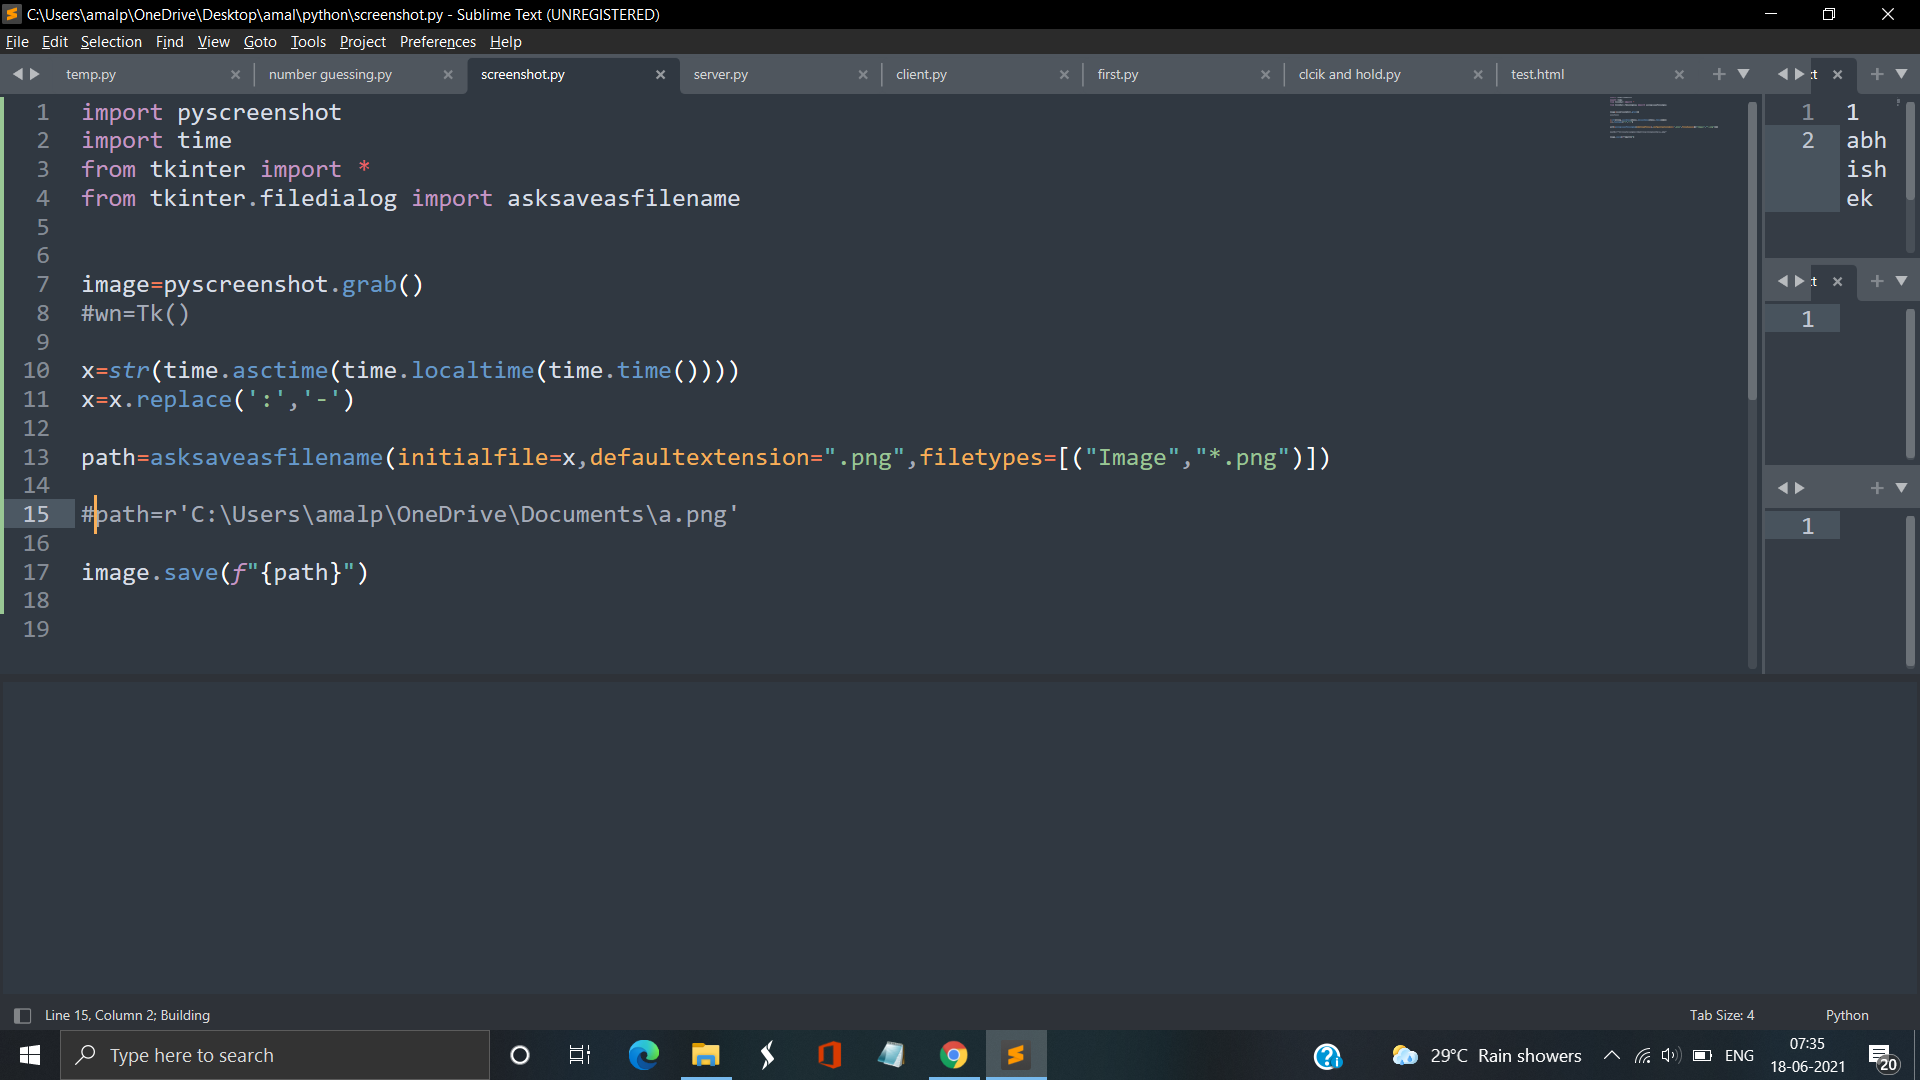 C:\Users\amalp\OneDrive\Desktop\amal\python\screenshot.py - Sublime Text (UNREGISTERED)
File Edit Selection Find View Goto Tools Project Preferences Help
temp.py number guessing.py screenshot.py server.py client.py first.py clcik and hold.py test.html
1 import pyscreenshot
2 import time
3 from tkinter import *
4 from tkinter.filedialog import asksaveasfilename
5
6
7 image=pyscreenshot.grab()
8 #wn=Tk()
9
10 x=str(time.asctime(time.localtime(time.time())))
11 x=x.replace(':','-')
12
13 path=asksaveasfilename(initialfile=x,defaultextension=".png",filetypes=[("Image","*.png")])
14
15 #path=r'C:\Users\amalp\OneDrive\Documents\a.png'
16
17 image.save(f"{path}")
18
19
1 1
2 abh
ish
ek
1
1
Line 15, Column 2; Building
Tab Size: 4
Python
Type here to search
29°C Rain showers
ENG
07:35
18-06-2021
20